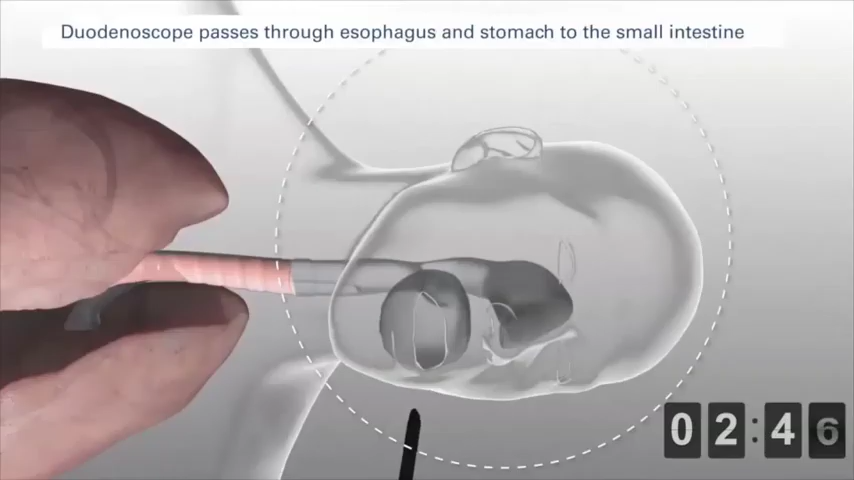 Duodenoscope passes through esophagus and stomach to the small intestine
02:46